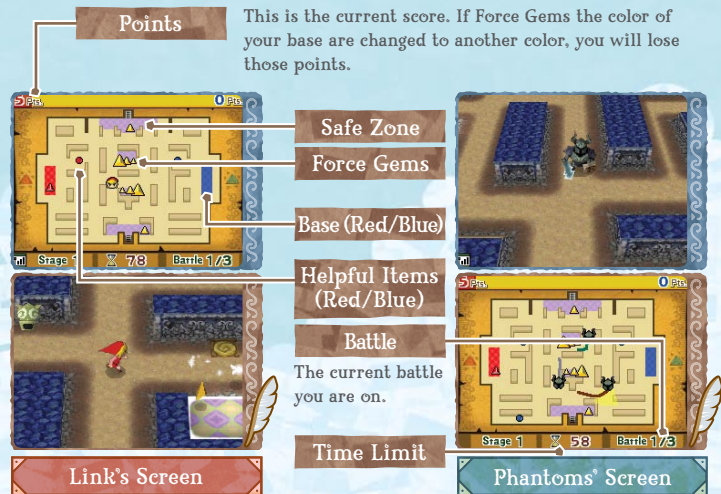 Points
This is the current score. If Force Gems the color of
your base are changed to another color, you will lose
those points.
5 Pts.
0 Pts.
Safe Zone
Force Gems
Base (Red/Blue)
Stage 1
78
Battle 1/3
Helpful Items
(Red/Blue)
5 Pts.
0 Pts.
Battle
The current battle
you are on.
Stage 1
58
Battle 1/3
Time Limit
Link's Screen
Phantoms' Screen